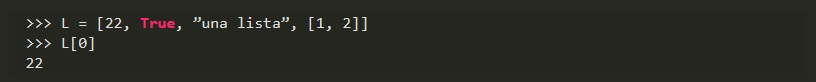 >>> L = [22, True, ”una lista”, [1, 2]]
>>> L[0]
22